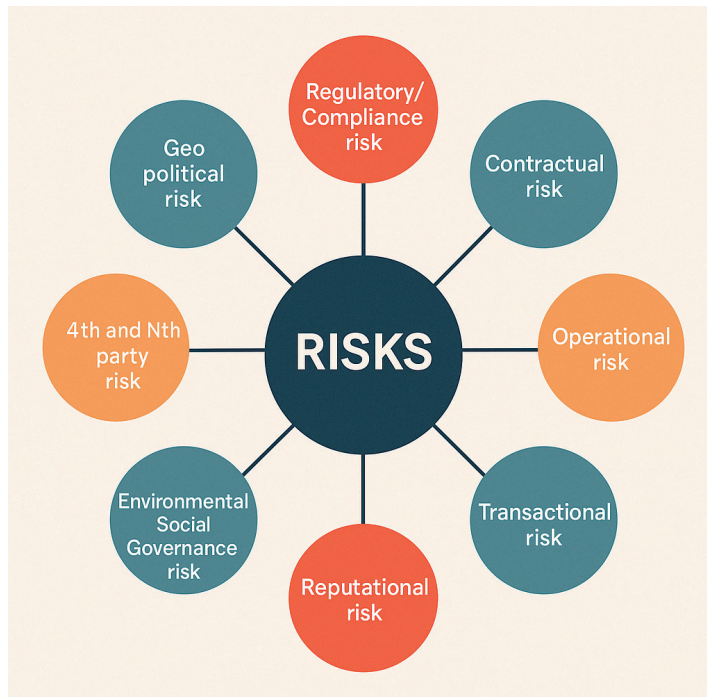 Regulatory/
Compliance
risk
Geo
political
risk
Contractual
risk
4th and Nth
party
risk
RISKS
Operational
risk
Environmental
Social
Governance
risk
Transactional
risk
Reputational
risk